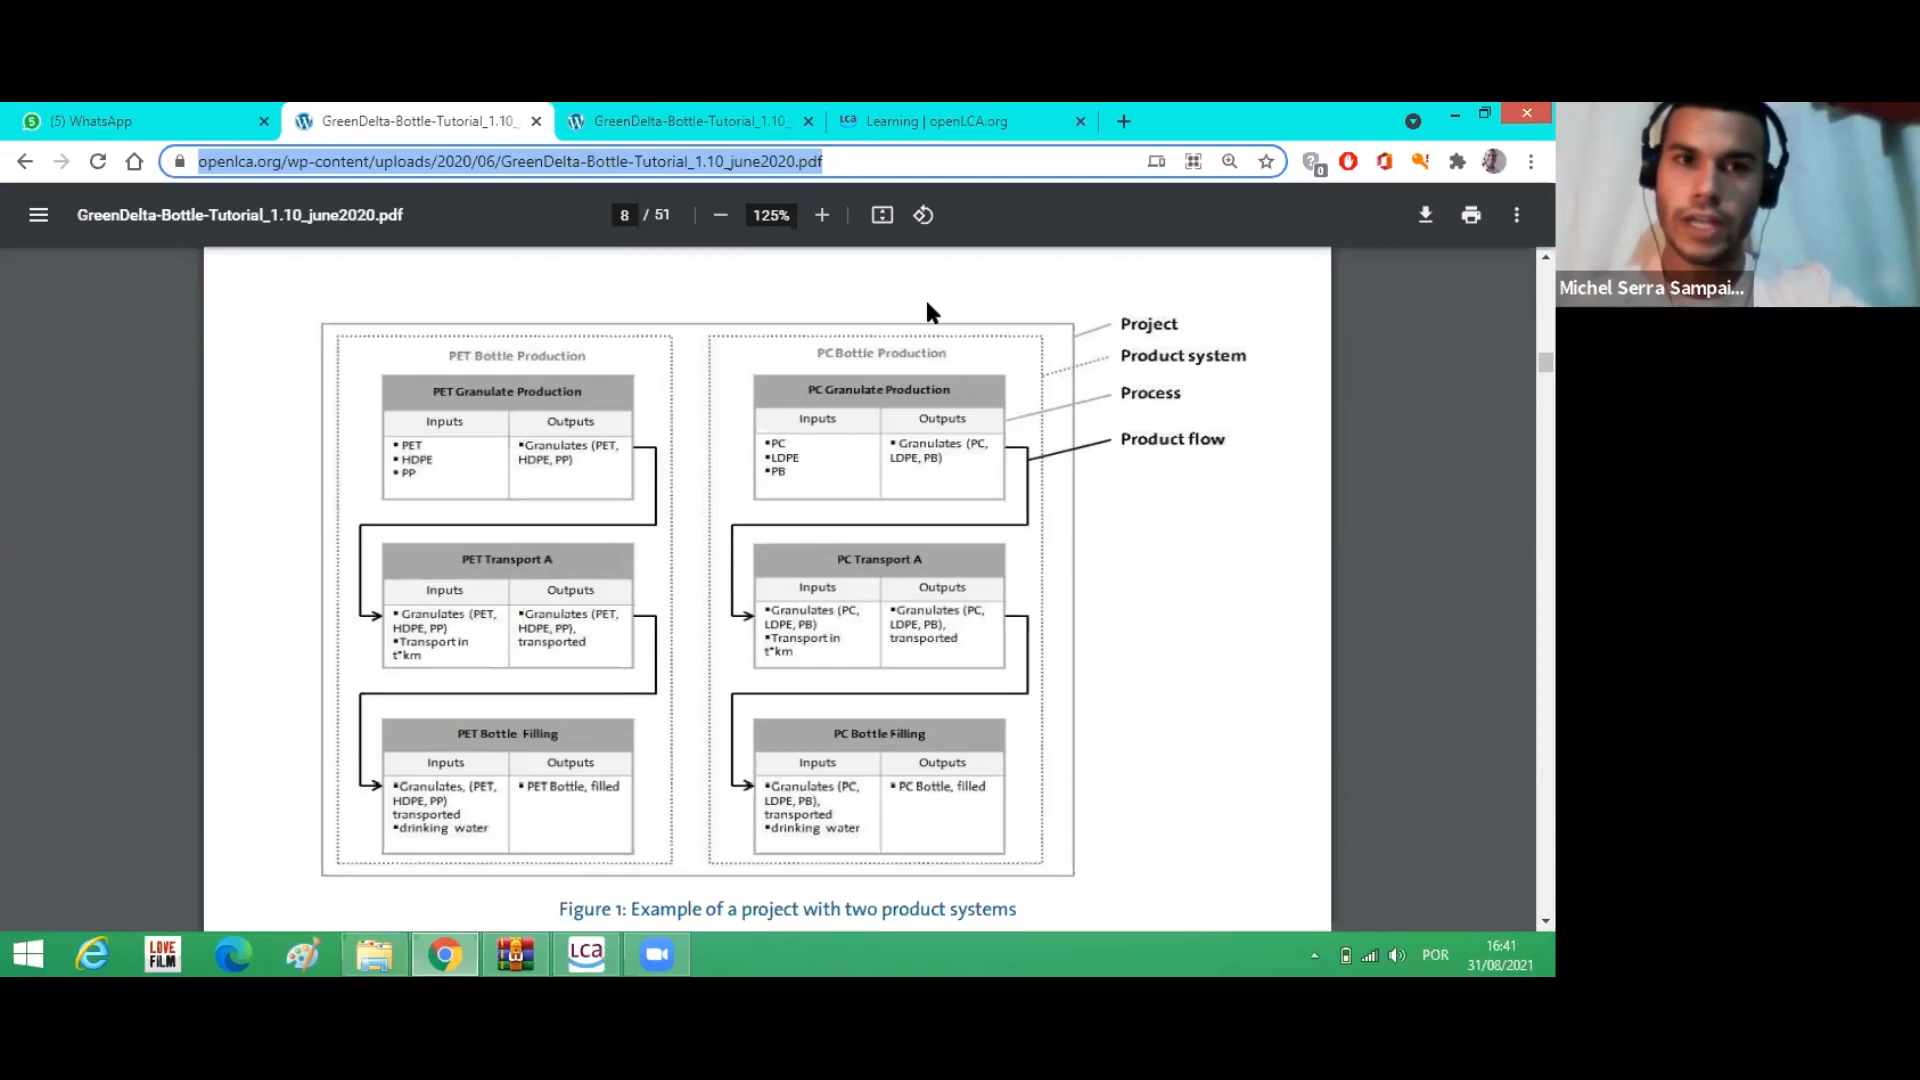 (5) WhatsApp
GreenDelta-Bottle-Tutorial_1.10_
GreenDelta-Bottle-Tutorial_1.10_
LCA Learning | openLCA.org
openlca.org/wp-content/uploads/2020/06/GreenDelta-Bottle-Tutorial_1.10_june2020.pdf
0
GreenDelta-Bottle-Tutorial_1.10_june2020.pdf
8 / 51
125%
Michel Serra Sampai...
Project
Product system
Process
Product flow
PET Bottle Production
PET Granulate Production
Inputs Outputs
▪ PET
▪ HDPE
▪ PP
▪Granulates (PET,
HDPE, PP)
PET Transport A
Inputs Outputs
▪ Granulates (PET,
HDPE, PP)
▪Transport in
t*km
▪Granulates (PET,
HDPE, PP),
transported
PET Bottle Filling
Inputs Outputs
▪Granulates, (PET,
HDPE, PP)
transported
▪drinking water
▪ PET Bottle, filled
PC Bottle Production
PC Granulate Production
Inputs Outputs
▪PC
▪LDPE
▪PB
▪ Granulates (PC,
LDPE, PB)
PC Transport A
Inputs Outputs
▪Granulates (PC,
LDPE, PB)
▪Transport in
t*km
▪Granulates (PC,
LDPE, PB),
transported
PC Bottle Filling
Inputs Outputs
▪Granulates (PC,
LDPE, PB),
transported
▪drinking water
▪ PC Bottle, filled
Figure 1: Example of a project with two product systems
LOVE
FILM
LCA
POR
16:41
31/08/2021